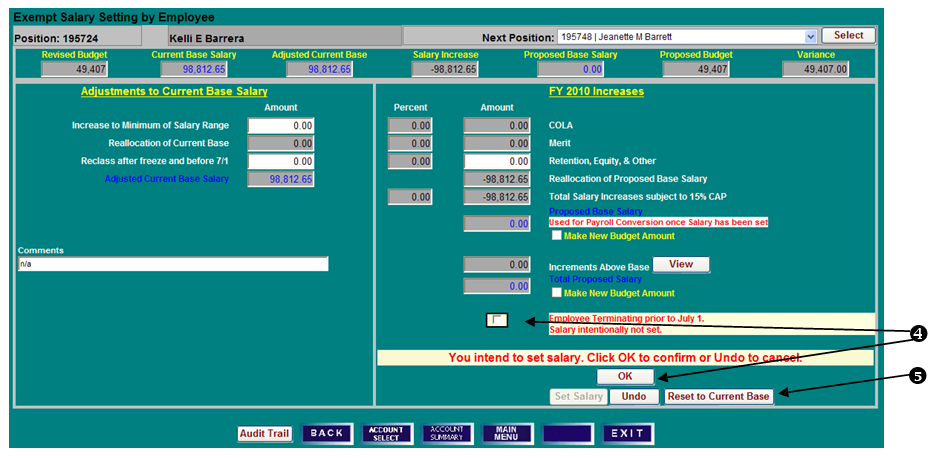 Exempt Salary Setting by Employee
Position: 195724 Kelli E Barrera Next Position: 195748 | Jeanette M Barrett Select
Revised Budget Current Base Salary Adjusted Current Base Salary Increase Proposed Base Salary Proposed Budget Variance
49,407 98,812.65 98,812.65 -98,812.65 0.00 49,407 49,407.00
Adjustments to Current Base Salary FY 2010 Increases
Amount Percent Amount
Increase to Minimum of Salary Range 0.00 0.00 0.00 COLA
Reallocation of Current Base 0.00 0.00 0.00 Merit
Reclass after freeze and before 7/1 0.00 0.00 0.00 Retention, Equity, & Other
Adjusted Current Base Salary 98,812.65 -98,812.65 Reallocation of Proposed Base Salary
0.00 -98,812.65 Total Salary Increases subject to 15% CAP
Proposed Base Salary
0.00 Used for Payroll Conversion once Salary has been set
Make New Budget Amount
Comments
n/a
0.00 Increments Above Base View
0.00 Total Proposed Salary
Make New Budget Amount
Employee Terminating prior to July 1.
Salary intentionally not set.
4
You intend to set salary. Click OK to confirm or Undo to cancel.
OK
5
Set Salary Undo Reset to Current Base
Audit Trail BACK ACCOUNT SELECT ACCOUNT SUMMARY MAIN MENU EXIT